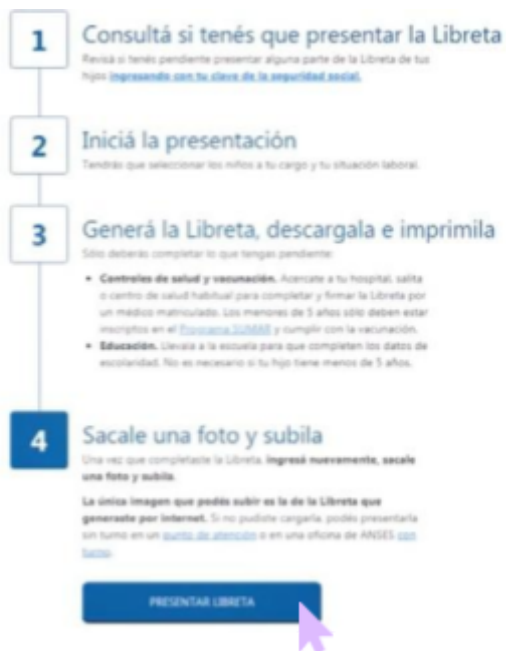 1
Consultá si tenés que presentar la Libreta
Revisá si tenés pendiente presentar alguna parte de la Libreta de tus
hijos ingresando con tu clave de la seguridad social.
2
Iniciá la presentación
Tendrás que seleccionar los niños a tu cargo y tu situación laboral.
3
Generá la Libreta, descargala e imprimila
Sólo deberás completar lo que tengas pendiente:
• Controles de salud y vacunación. Acercate a tu hospital, salita
o centro de salud habitual para completar y firmar la Libreta por
un médico matriculado. Los menores de 5 años sólo deben estar
inscriptos en el Programa SUMAR y cumplir con la vacunación.
• Educación. Llevala a la escuela para que completen los datos de
escolaridad. No es necesario si tu hijo tiene menos de 5 años.
4
Sacale una foto y subila
Una vez que completaste la Libreta, ingresá nuevamente, sacale
una foto y subila.
La única imagen que podés subir es la de la Libreta que
generaste por internet. Si no pudiste cargarla, podés presentarla
sin turno en un punto de atención o en una oficina de ANSES con
turno.
PRESENTAR LIBRETA